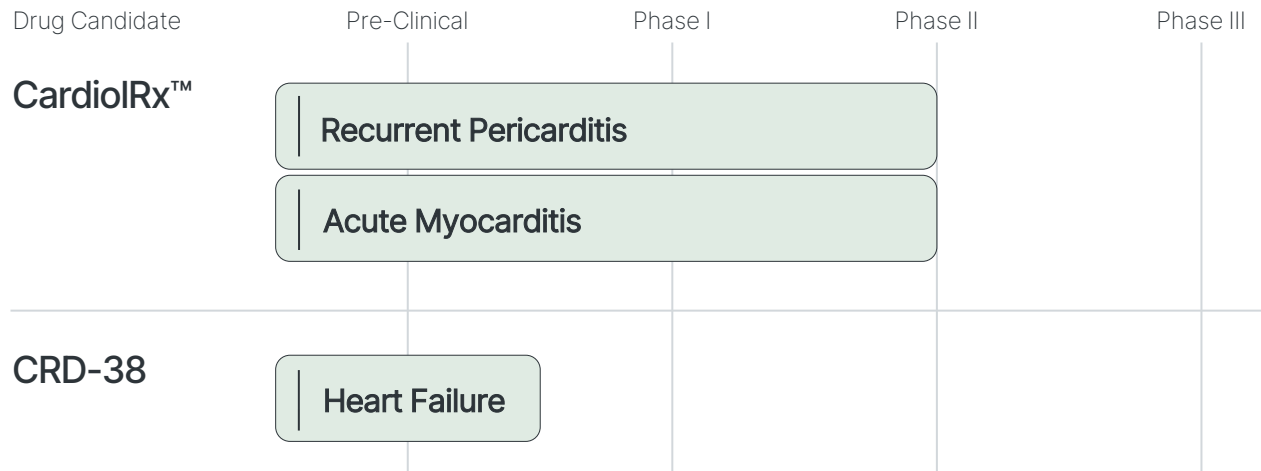 Drug Candidate Pre-Clinical Phase I Phase II Phase III
CardiolRx™
Recurrent Pericarditis
Acute Myocarditis
CRD-38
Heart Failure